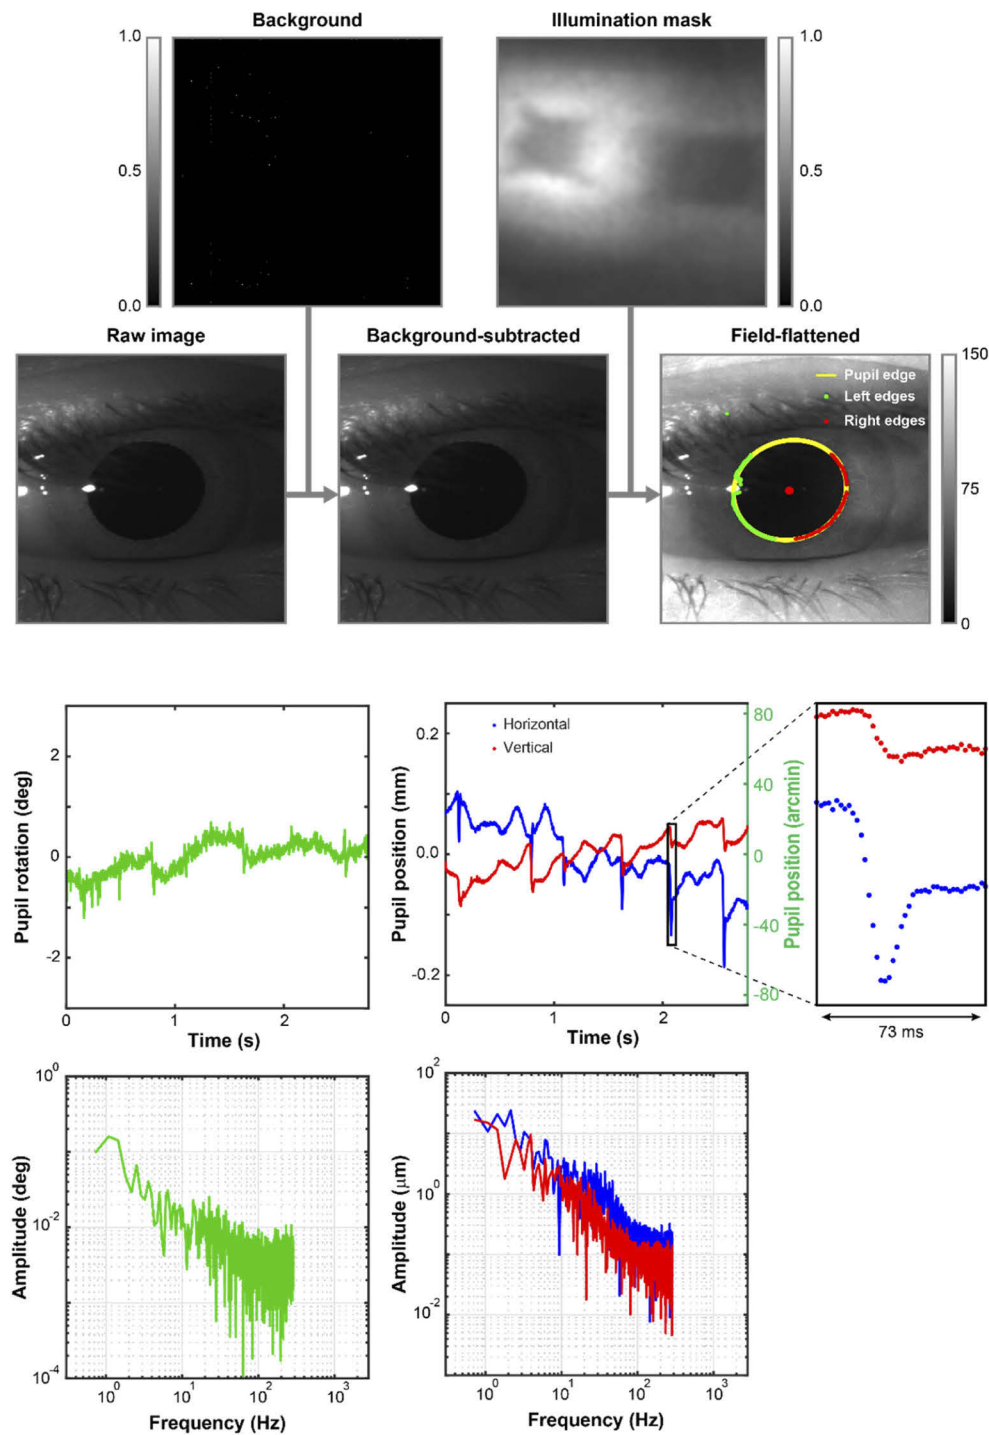 Background
Illumination mask
1.0
0.5
0.0
1.0
0.5
0.0
Raw image
Background-subtracted
Field-flattened
Pupil edge
Left edges
Right edges
150
75
0
Pupil rotation (deg)
2
0
-2
0
1
2
Time (s)
Pupil position (mm)
0.2
0.0
-0.2
Horizontal
Vertical
80
40
0
-40
-80
Pupil position (arcmin)
0
1
2
Time (s)
73 ms
Amplitude (deg)
10⁰
10⁻²
10⁻⁴
10⁰
10¹
10²
10³
Frequency (Hz)
Amplitude (μm)
10²
10⁰
10⁻²
10⁰
10¹
10²
10³
Frequency (Hz)